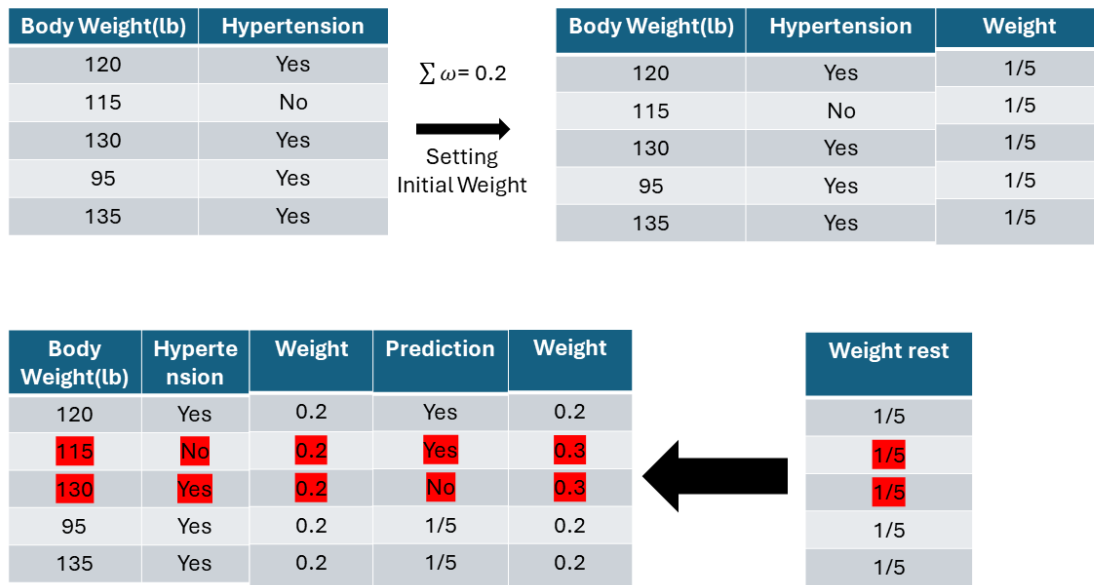 Body Weight(lb) Hypertension
120 Yes
115 No
130 Yes
95 Yes
135 Yes
∑ ω= 0.2
Setting
Initial Weight
Body Weight(lb) Hypertension Weight
120 Yes 1/5
115 No 1/5
130 Yes 1/5
95 Yes 1/5
135 Yes 1/5
Body Hyperte Weight Prediction Weight
Weight(lb) nsion
120 Yes 0.2 Yes 0.2
115 No 0.2 Yes 0.3
130 Yes 0.2 No 0.3
95 Yes 0.2 1/5 0.2
135 Yes 0.2 1/5 0.2
Weight rest
1/5
1/5
1/5
1/5
1/5